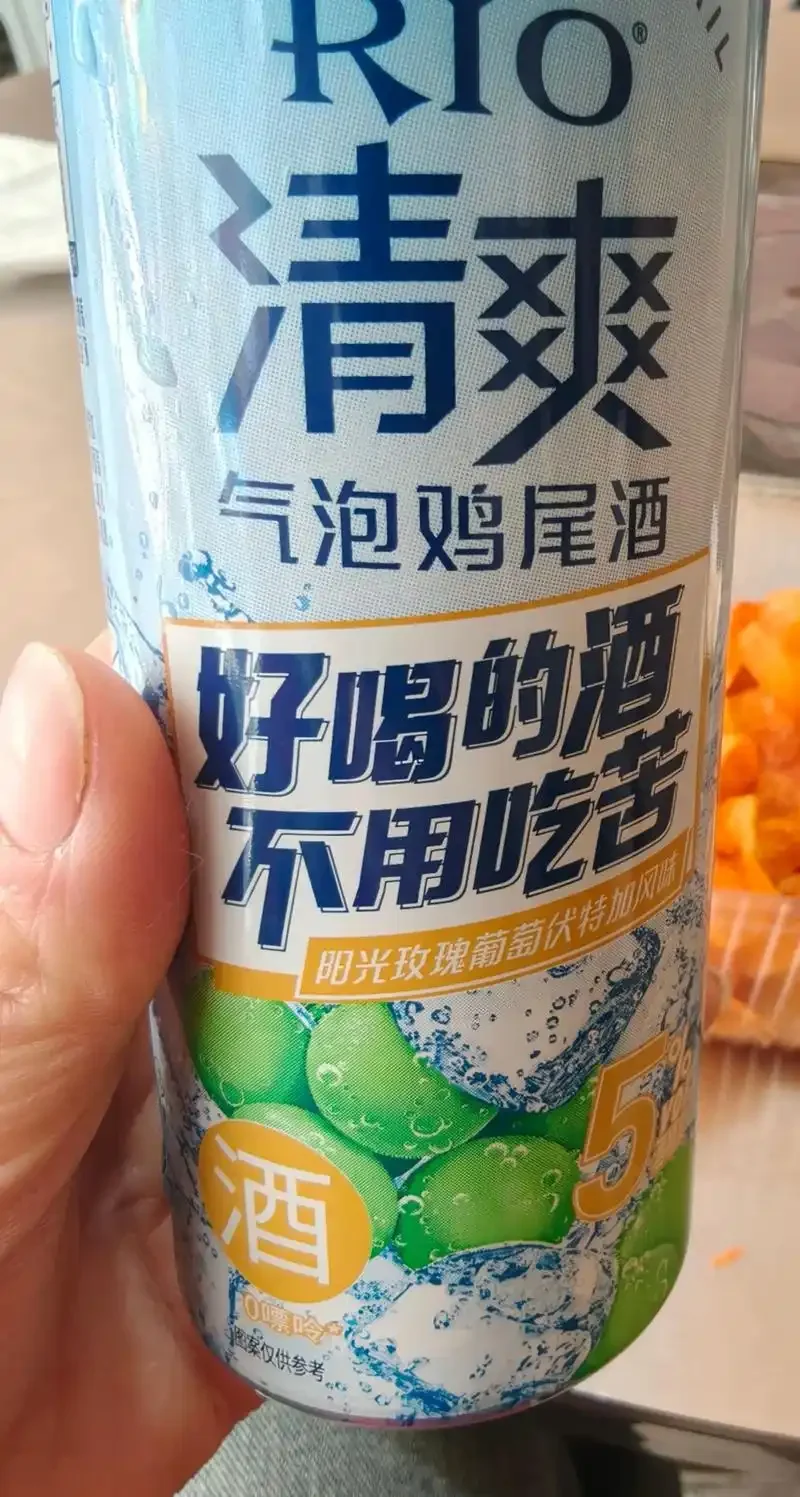 RIO®
清爽
气泡鸡尾酒
好喝的酒
不用吃苦
阳光玫瑰葡萄伏特加风味
5%
酒
0嘌呤*
图案仅供参考